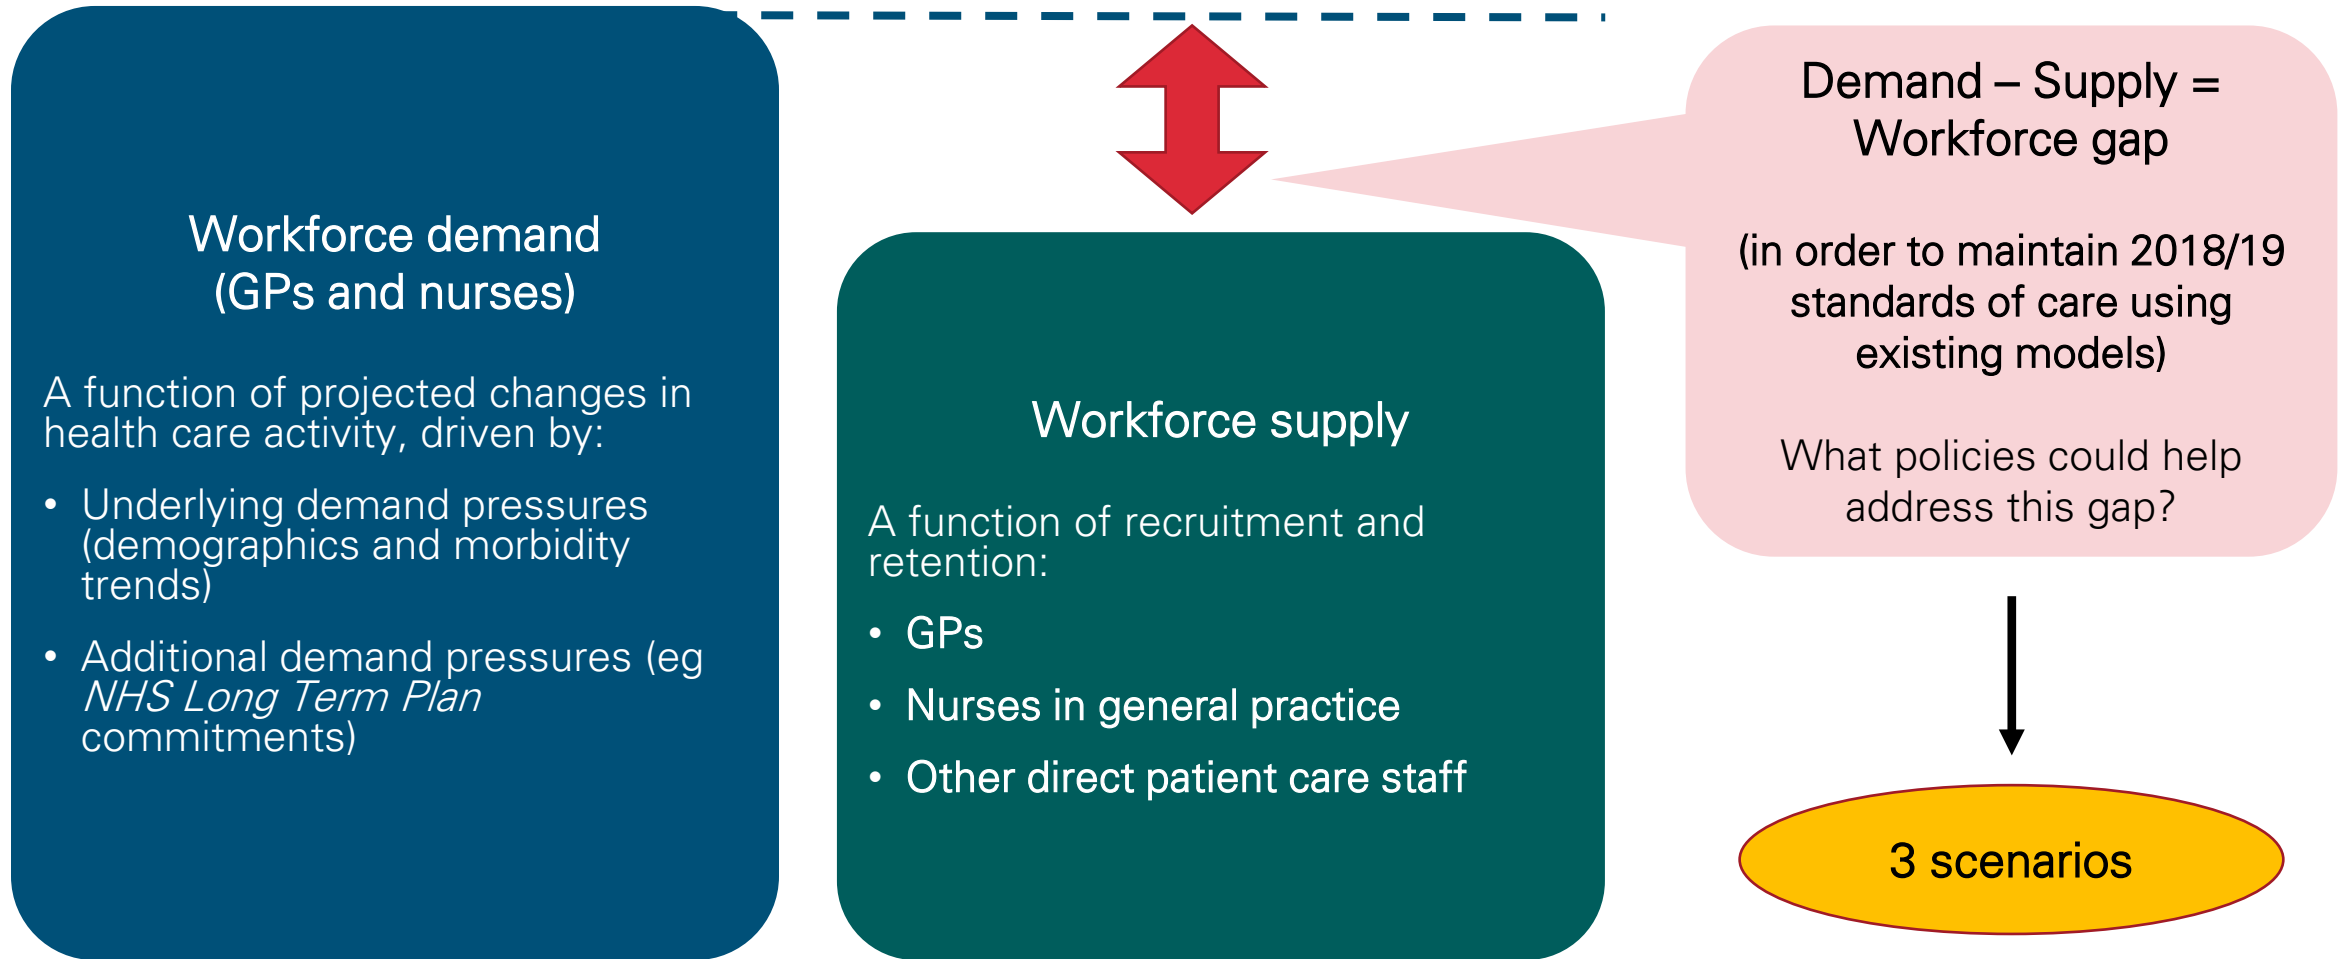 Workforce demand
(GPs and nurses)
A function of projected changes in
health care activity, driven by:
• Underlying demand pressures
(demographics and morbidity
trends)
• Additional demand pressures (eg
NHS Long Term Plan
commitments)
Workforce supply
A function of recruitment and
retention:
• GPs
• Nurses in general practice
• Other direct patient care staff
Demand – Supply =
Workforce gap
(in order to maintain 2018/19
standards of care using
existing models)
What policies could help
address this gap?
3 scenarios